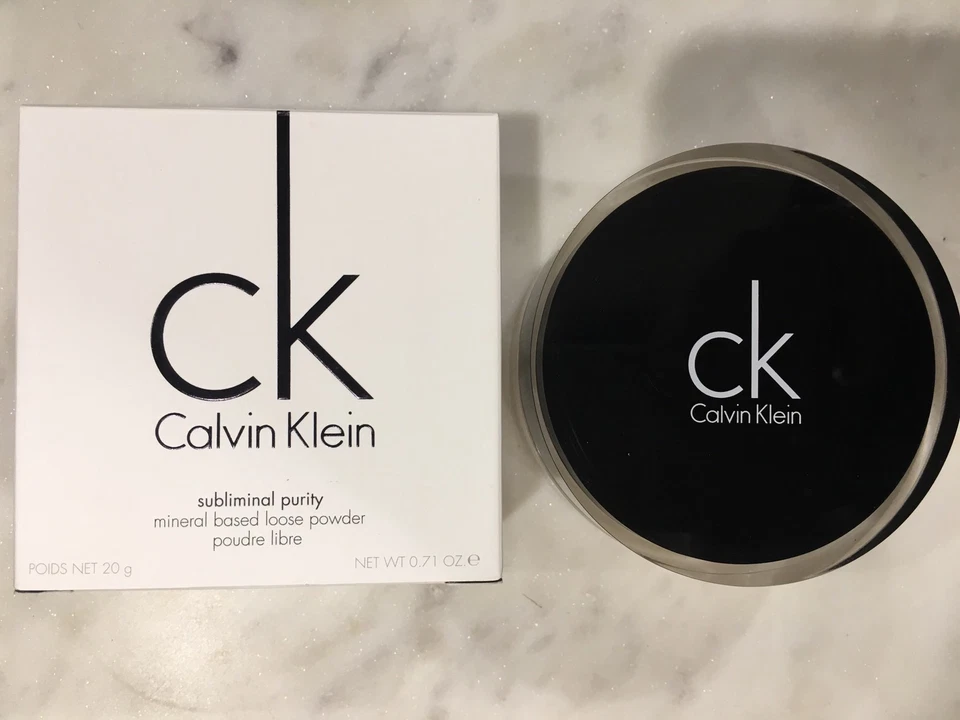 ck
Calvin Klein
subliminal purity
mineral based loose powder
poudre libre
POIDS NET 20 g
NET WT 0.71 OZ.℮
ck
Calvin Klein